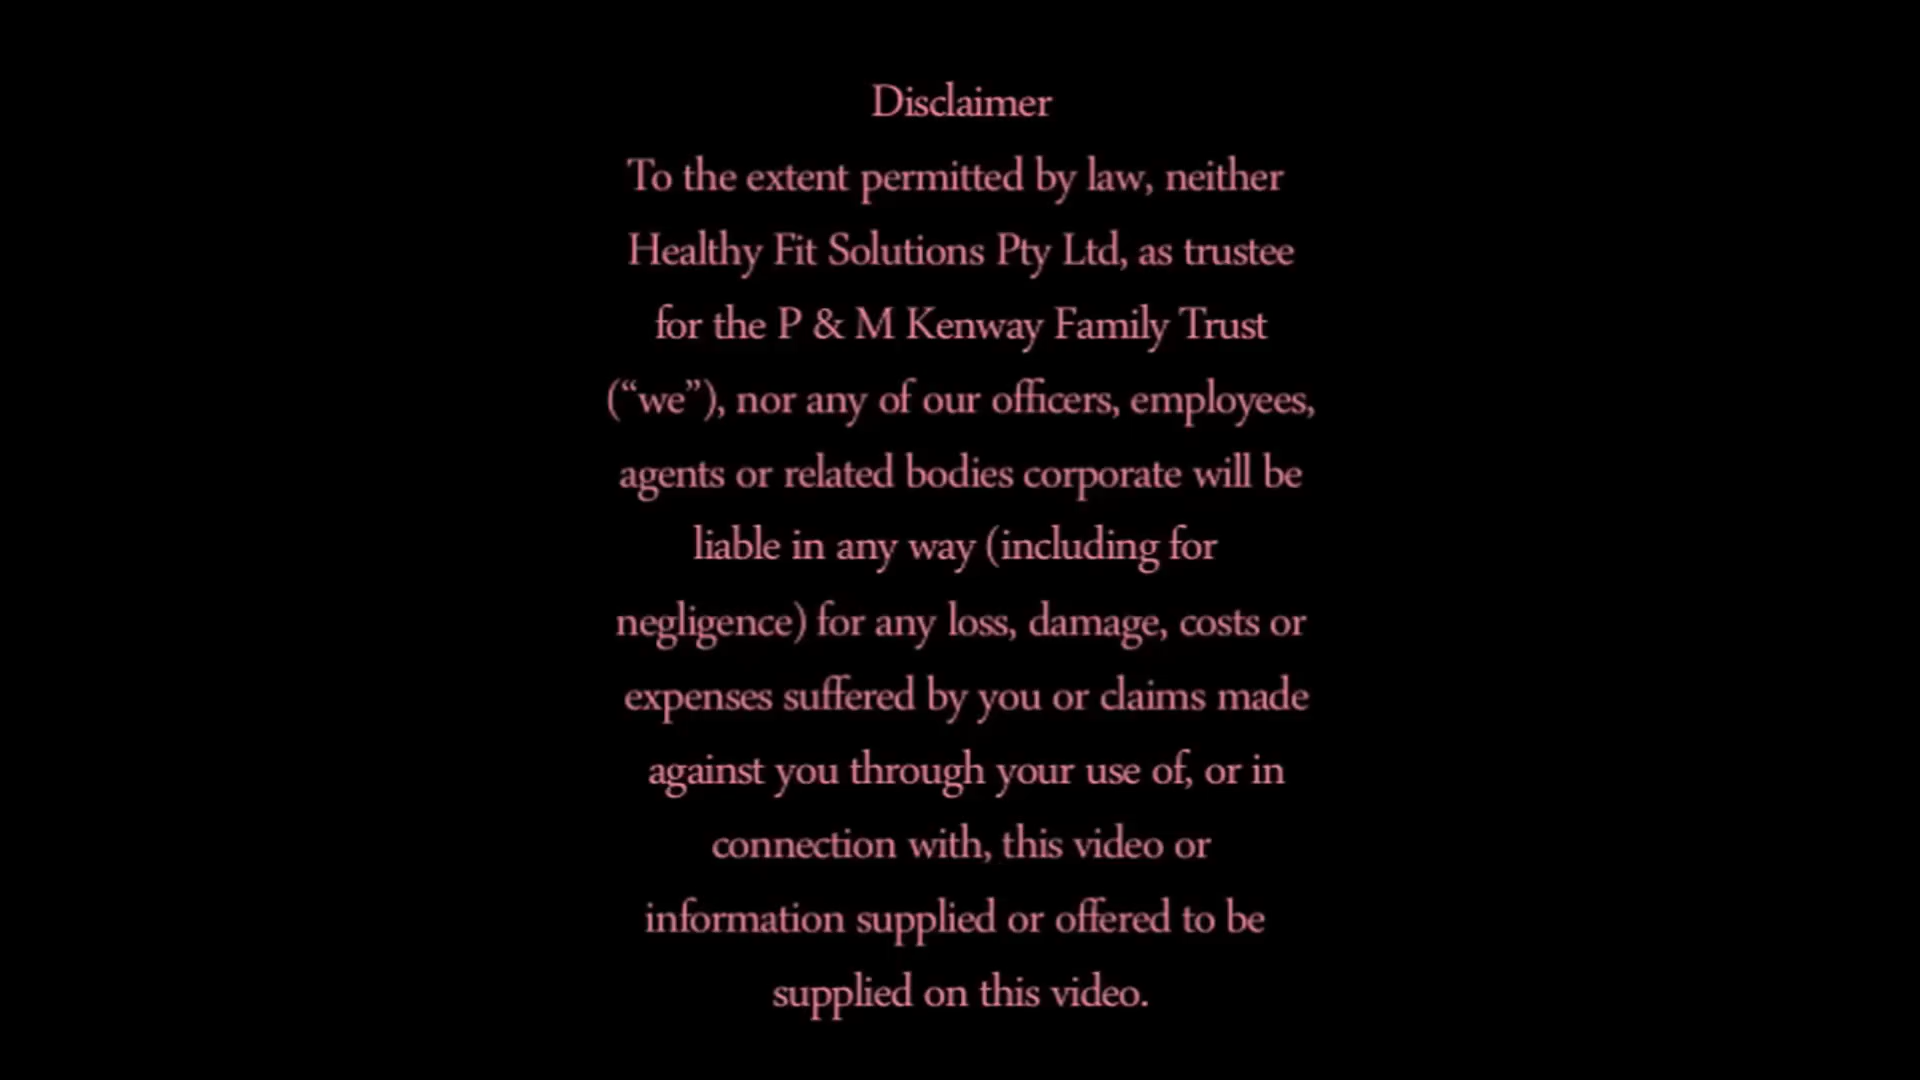 Disclaimer
To the extent permitted by law, neither
Healthy Fit Solutions Pty Ltd, as trustee
for the P & M Kenway Family Trust
(“we”), nor any of our officers, employees,
agents or related bodies corporate will be
liable in any way (including for
negligence) for any loss, damage, costs or
expenses suffered by you or claims made
against you through your use of, or in
connection with, this video or
information supplied or offered to be
supplied on this video.